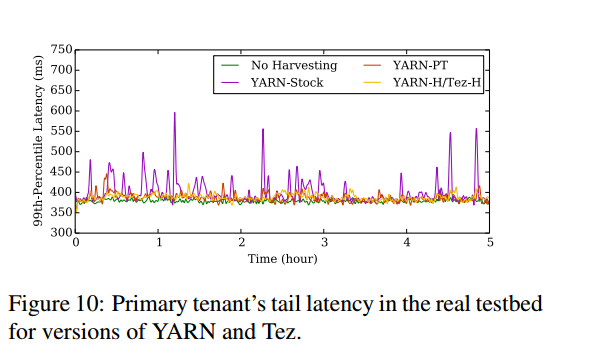 750
700
650
600
550
500
450
400
350
300
99th-Percentile Latency (ms)
No Harvesting
YARN-Stock
YARN-PT
YARN-H/Tez-H
0 1 2 3 4 5
Time (hour)
Figure 10: Primary tenant's tail latency in the real testbed
for versions of YARN and Tez.